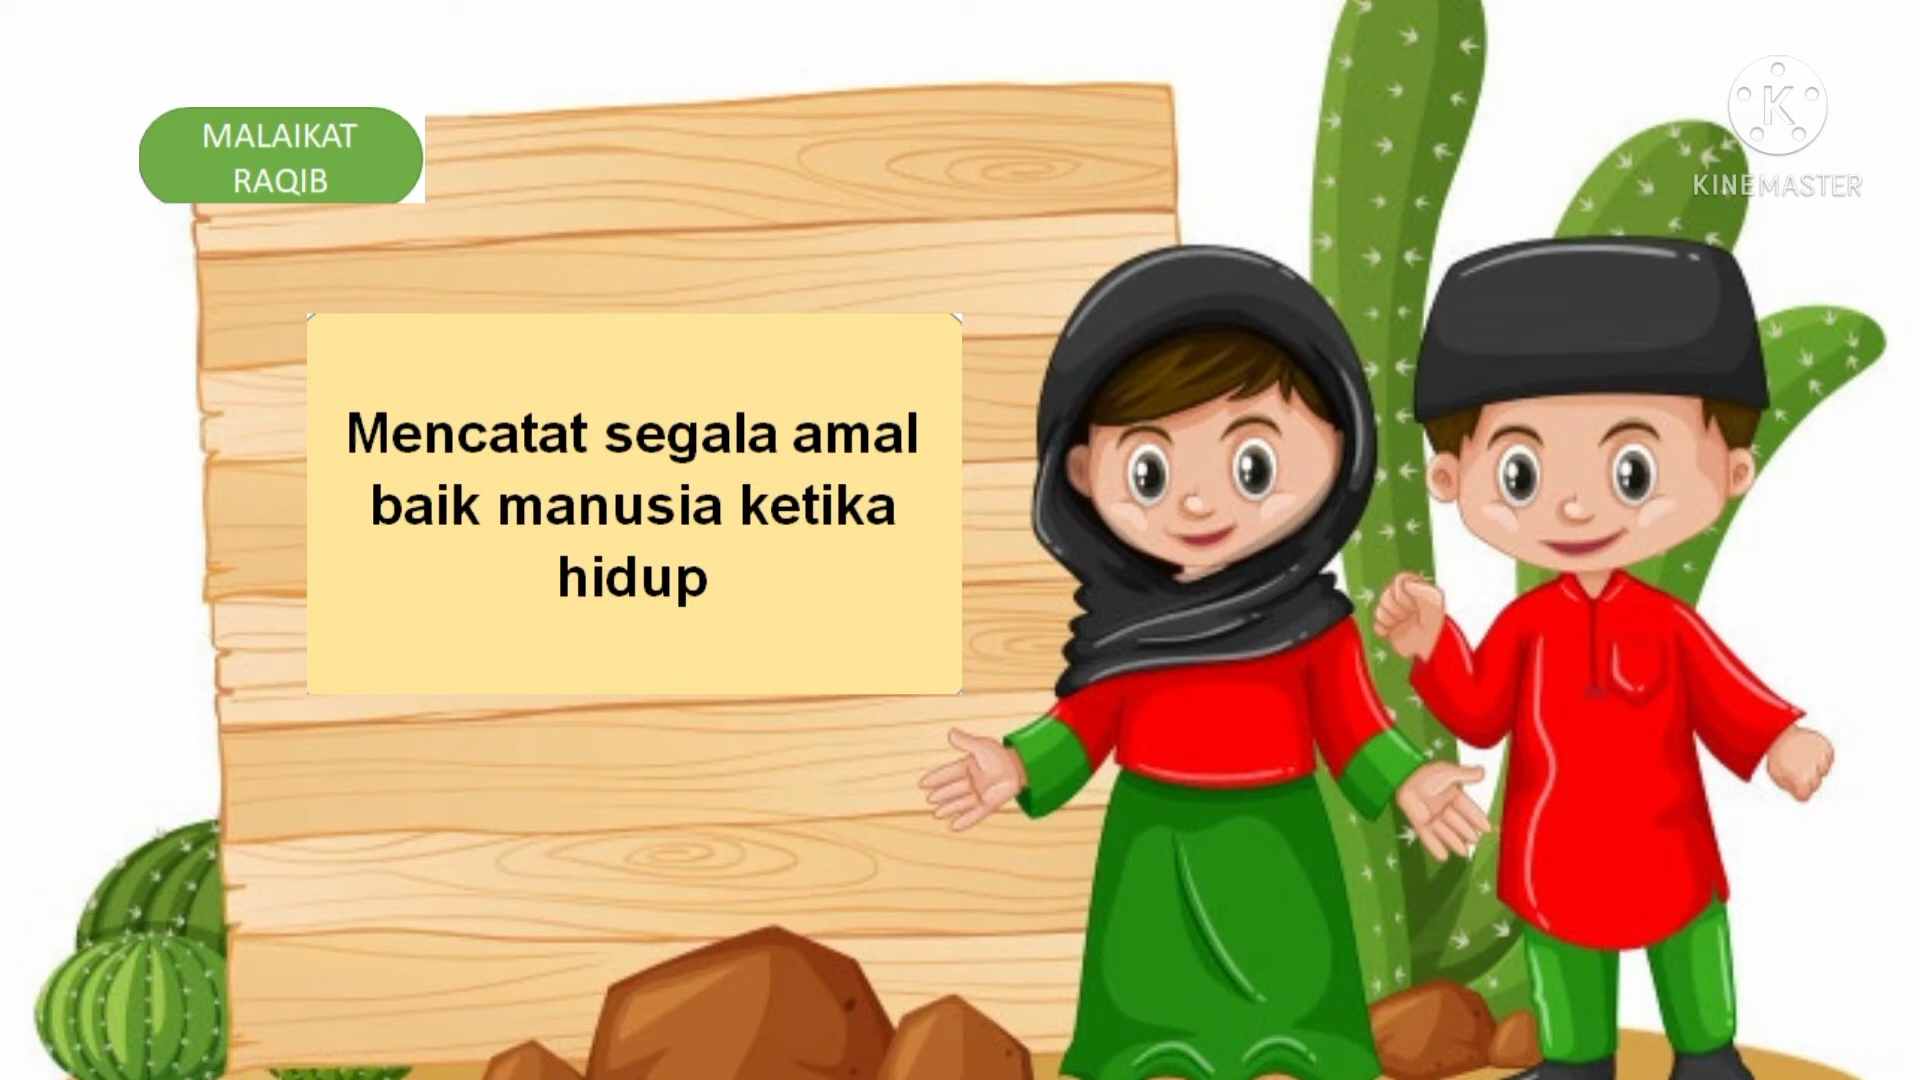 MALAIKAT
RAQIB
K
KINEMASTER
Mencatat segala amal
baik manusia ketika
hidup